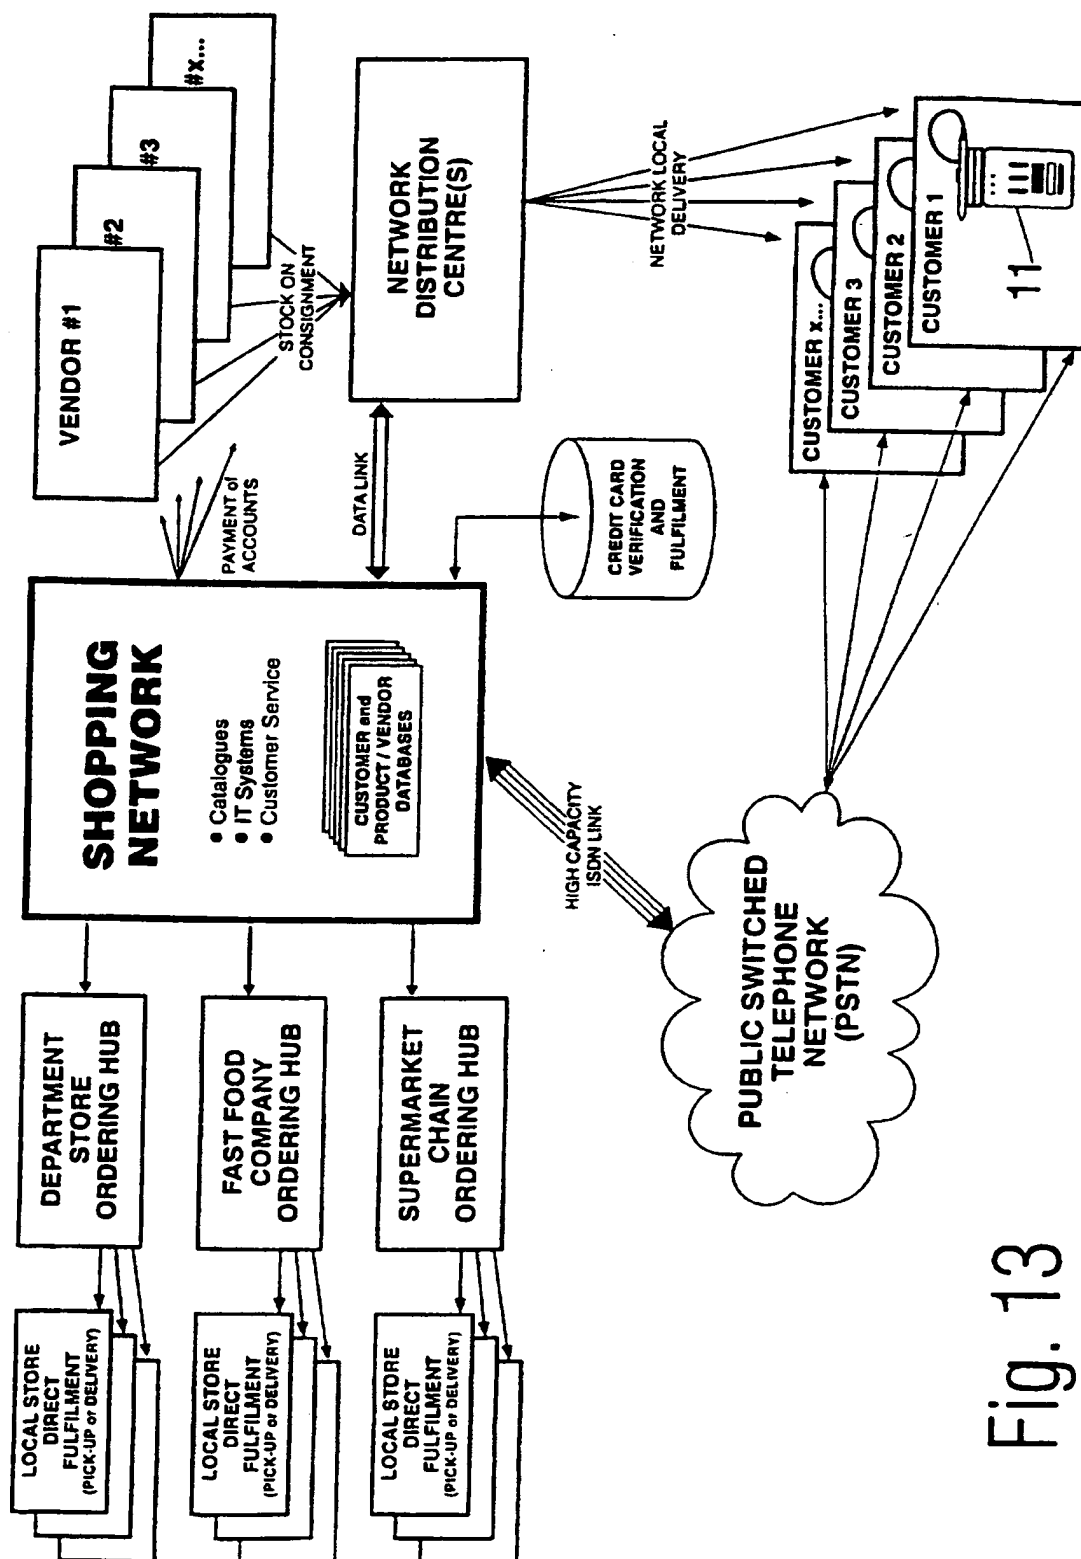 LOCAL STORE
DIRECT
FULFILMENT
(PICK-UP or DELIVERY)
DEPARTMENT
STORE
ORDERING HUB
LOCAL STORE
DIRECT
FULFILMENT
(PICK-UP or DELIVERY)
FAST FOOD
COMPANY
ORDERING HUB
LOCAL STORE
DIRECT
FULFILMENT
(PICK-UP or DELIVERY)
SUPERMARKET
CHAIN
ORDERING HUB
SHOPPING
NETWORK
• Catalogues
• IT Systems
• Customer Service
CUSTOMER and
PRODUCT / VENDOR
DATABASES
PAYMENT of
ACCOUNTS
VENDOR #1
#2
#3
#x...
STOCK ON
CONSIGNMENT
DATA LINK
NETWORK
DISTRIBUTION
CENTRE(S)
CREDIT CARD
VERIFICATION
AND
FULFILMENT
HIGH CAPACITY
ISDN LINK
PUBLIC SWITCHED
TELEPHONE
NETWORK
(PSTN)
NETWORK LOCAL
DELIVERY
CUSTOMER x...
CUSTOMER 3
CUSTOMER 2
CUSTOMER 1
11
Fig. 13